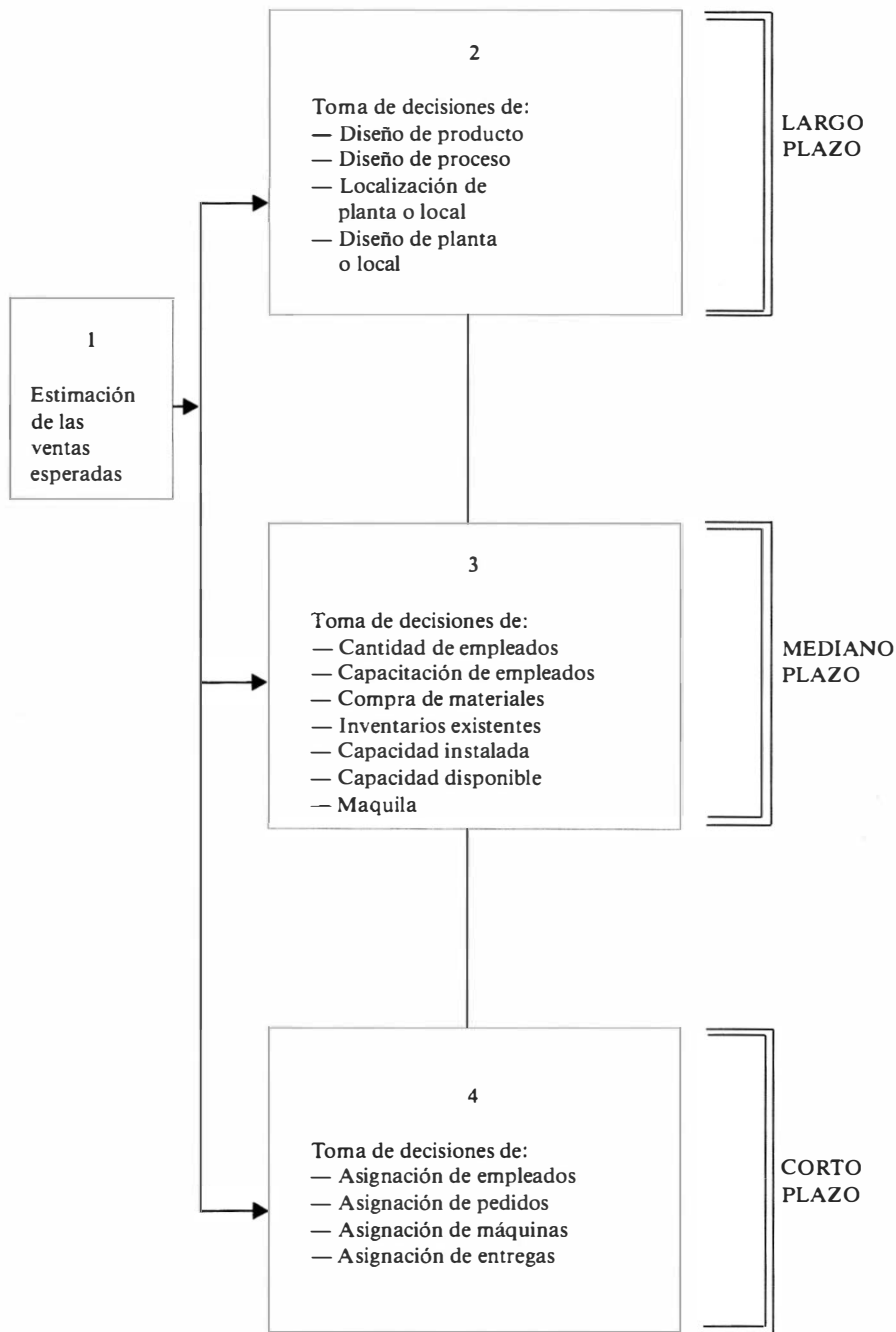 2
Toma de decisiones de:
— Diseño de producto
— Diseño de proceso
— Localización de
planta o local
— Diseño de planta
o local
LARGO
PLAZO
1
Estimación
de las
ventas
esperadas
3
Toma de decisiones de:
— Cantidad de empleados
— Capacitación de empleados
— Compra de materiales
— Inventarios existentes
— Capacidad instalada
— Capacidad disponible
— Maquila
MEDIANO
PLAZO
4
Toma de decisiones de:
— Asignación de empleados
— Asignación de pedidos
— Asignación de máquinas
— Asignación de entregas
CORTO
PLAZO